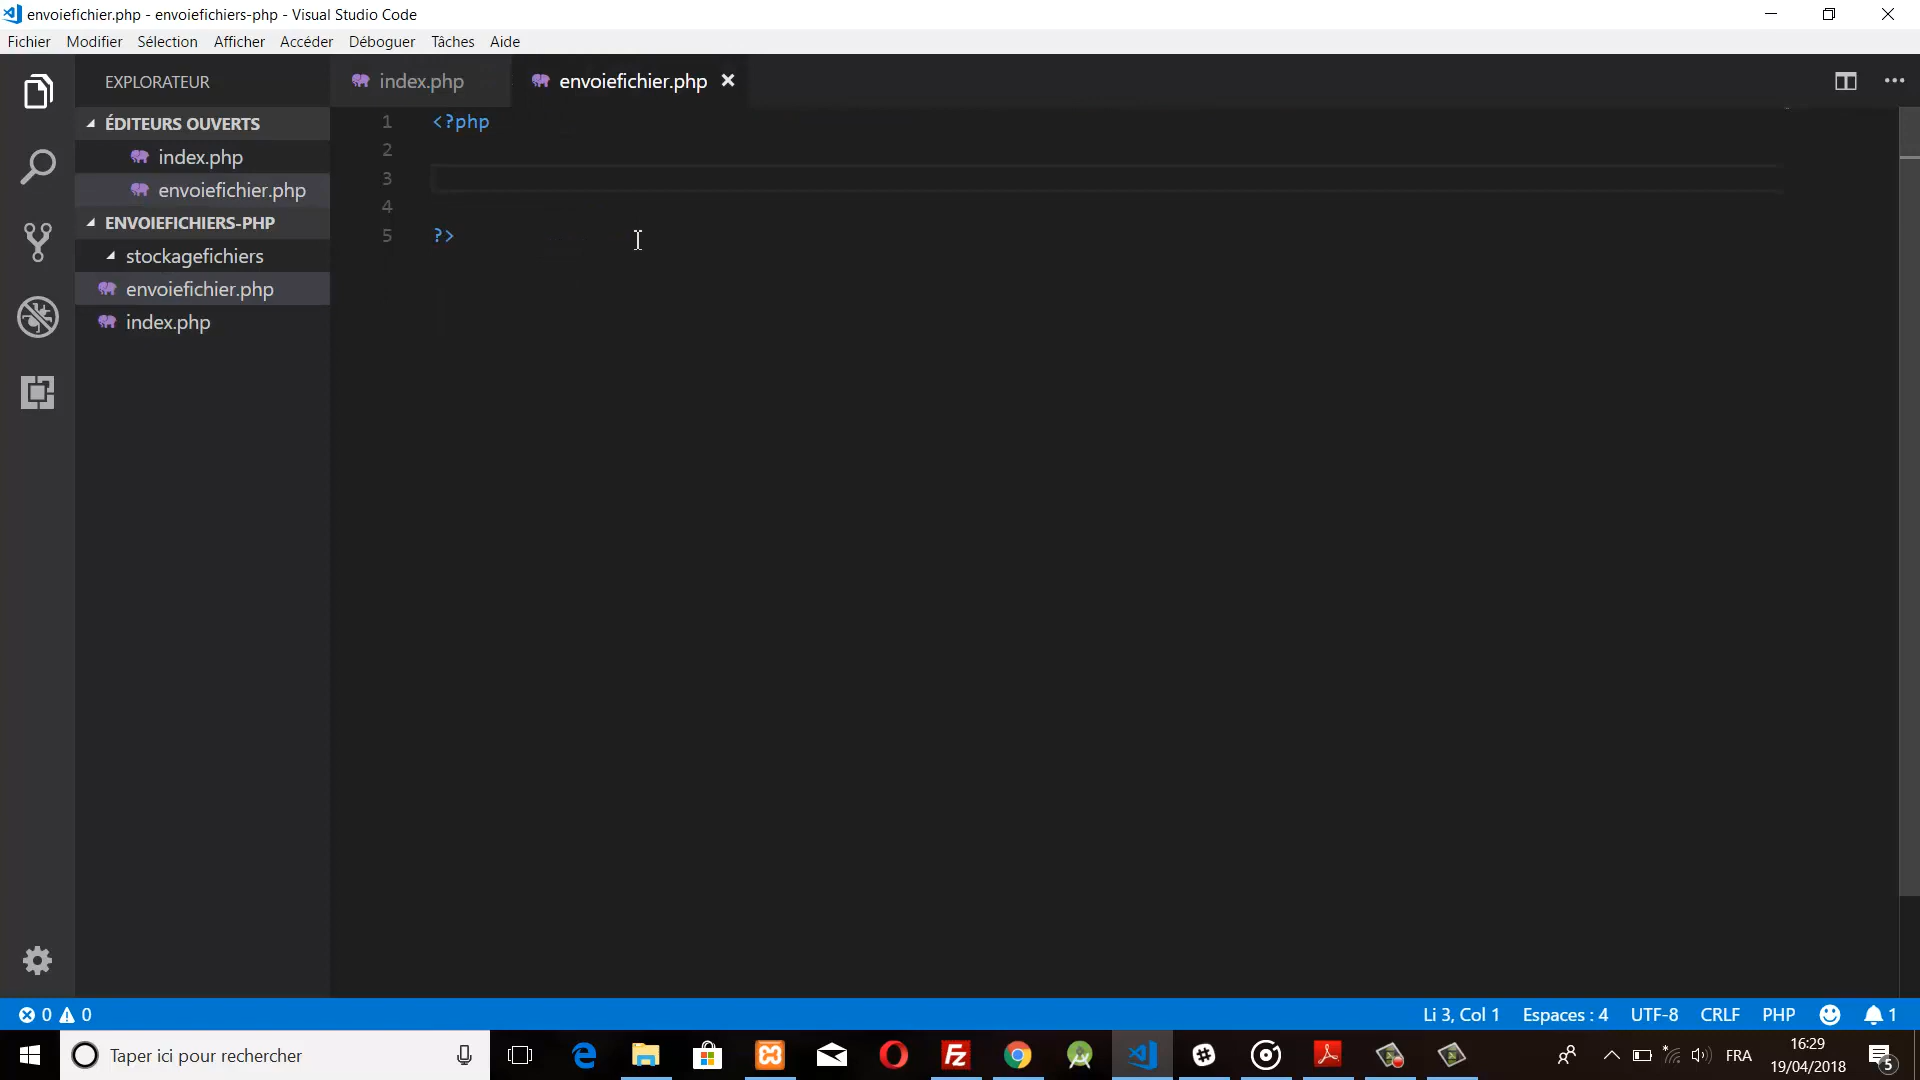 envoiefichier.php - envoiefichiers-php - Visual Studio Code
Fichier Modifier Sélection Afficher Accéder Déboguer Tâches Aide
EXPLORATEUR
ÉDITEURS OUVERTS
index.php
envoiefichier.php
ENVOIEFICHIERS-PHP
stockagefichiers
envoiefichier.php
index.php
index.php envoiefichier.php
1 <?php
2
3
4
5 ?>
0 0 Li 3, Col 1 Espaces : 4 UTF-8 CRLF PHP 1
Taper ici pour rechercher
FRA
16:29
19/04/2018
5